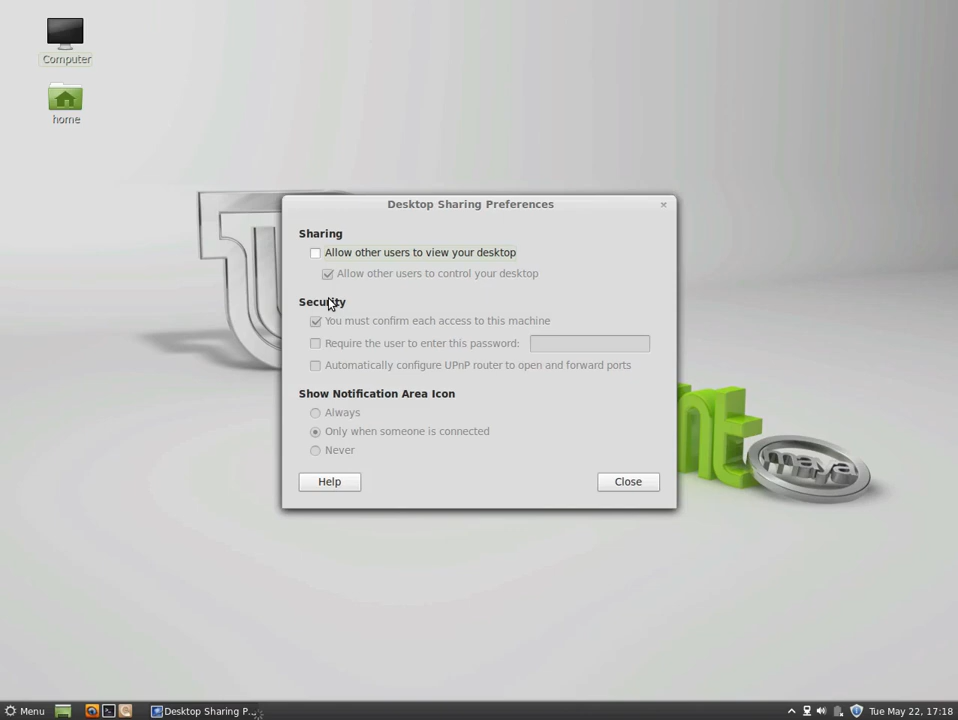 Computer
home
Desktop Sharing Preferences
Sharing
Allow other users to view your desktop
Allow other users to control your desktop
Security
You must confirm each access to this machine
Require the user to enter this password:
Automatically configure UPnP router to open and forward ports
Show Notification Area Icon
Always
Only when someone is connected
Never
Help
Close
nt
maya
Menu
Desktop Sharing P...
Tue May 22, 17:18